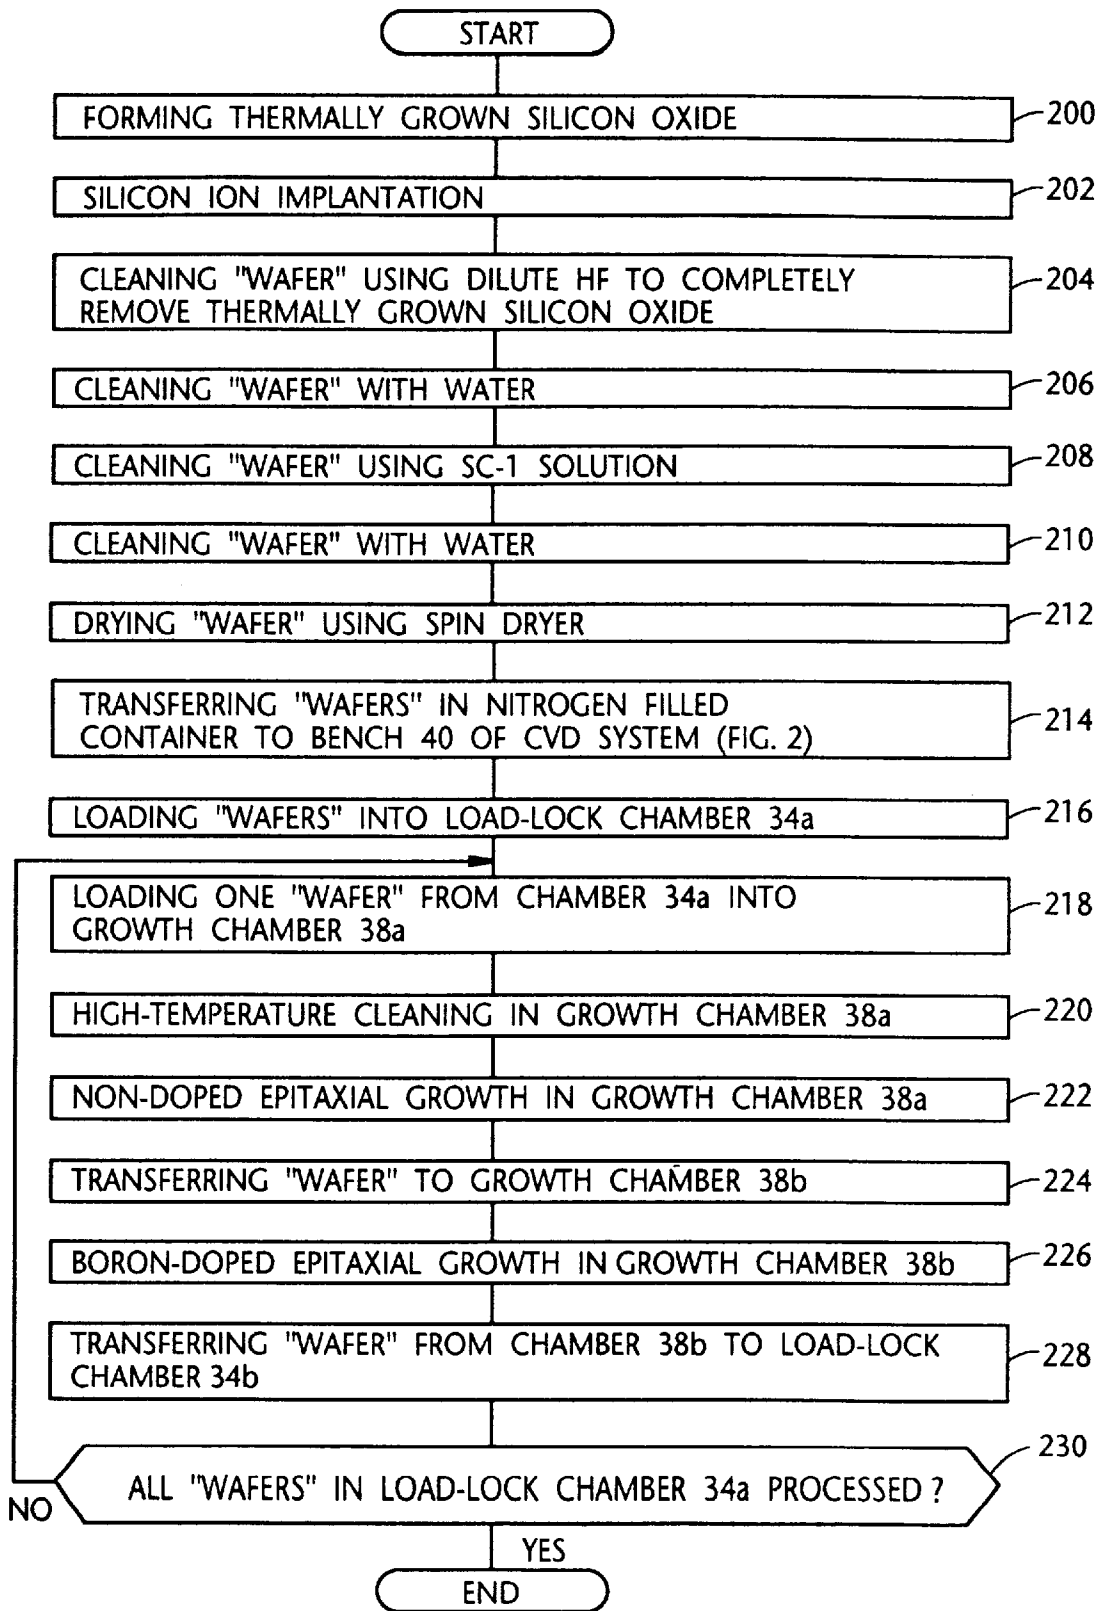 START
FORMING THERMALLY GROWN SILICON OXIDE
200
SILICON ION IMPLANTATION
202
CLEANING "WAFER" USING DILUTE HF TO COMPLETELY
REMOVE THERMALLY GROWN SILICON OXIDE
204
CLEANING "WAFER" WITH WATER
206
CLEANING "WAFER" USING SC-1 SOLUTION
208
CLEANING "WAFER" WITH WATER
210
DRYING "WAFER" USING SPIN DRYER
212
TRANSFERRING "WAFERS" IN NITROGEN FILLED
CONTAINER TO BENCH 40 OF CVD SYSTEM (FIG. 2)
214
LOADING "WAFERS" INTO LOAD-LOCK CHAMBER 34a
216
LOADING ONE "WAFER" FROM CHAMBER 34a INTO
GROWTH CHAMBER 38a
218
HIGH-TEMPERATURE CLEANING IN GROWTH CHAMBER 38a
220
NON-DOPED EPITAXIAL GROWTH IN GROWTH CHAMBER 38a
222
TRANSFERRING "WAFER" TO GROWTH CHAMBER 38b
224
BORON-DOPED EPITAXIAL GROWTH IN GROWTH CHAMBER 38b
226
TRANSFERRING "WAFER" FROM CHAMBER 38b TO LOAD-LOCK
CHAMBER 34b
228
ALL "WAFERS" IN LOAD-LOCK CHAMBER 34a PROCESSED ?
230
NO
YES
END